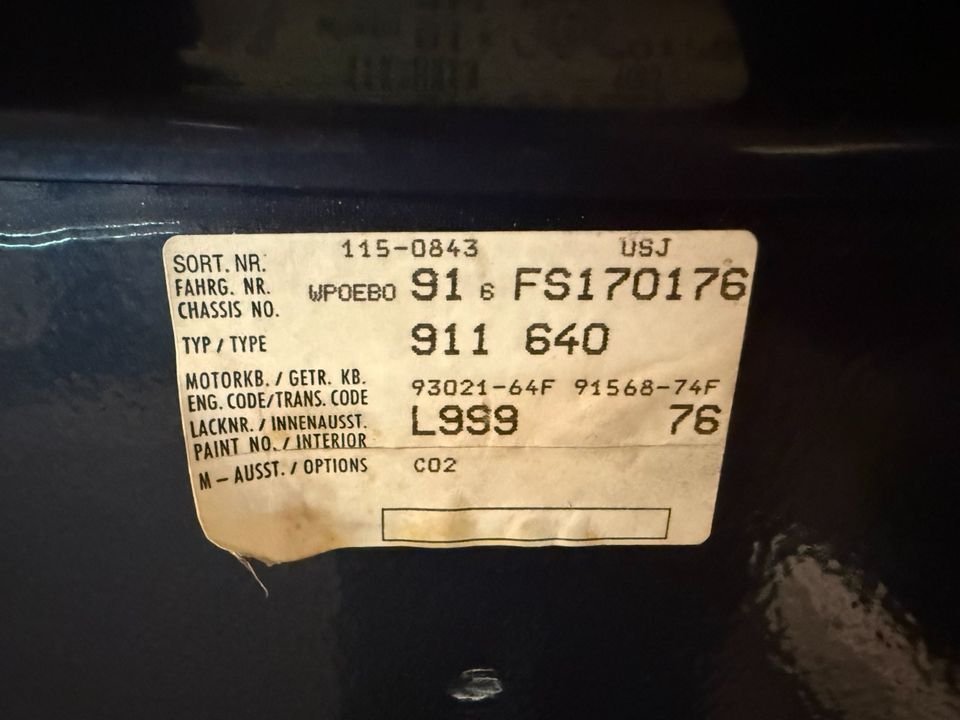 115-0843 USJ
SORT. NR.
FAHRG. NR.
CHASSIS NO. WPOEBO 91 6 FS170176
TYP / TYPE 911 640
MOTORKB. / GETR. KB.
ENG. CODE/TRANS. CODE 93021-64F 91568-74F
LACKNR. / INNENAUSST.
PAINT NO. / INTERIOR L9S9 76
M – AUSST. / OPTIONS C02